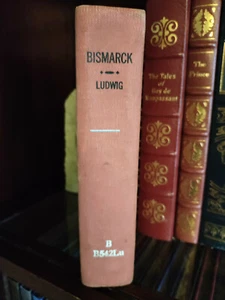 BISMARCK
LUDWIG
B
B542Lu
The Tales
of
Guy de
Maupassant
The Prince